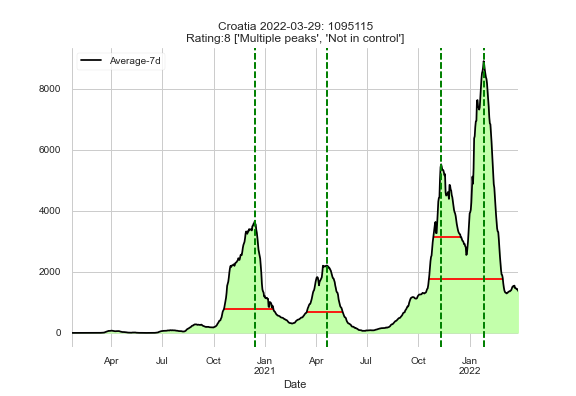 Croatia 2022-03-29: 1095115
Rating:8 ['Multiple peaks', 'Not in control']
Average-7d
8000
6000
4000
2000
0
Apr Jul Oct Jan Apr Jul Oct Jan
2021 2022
Date